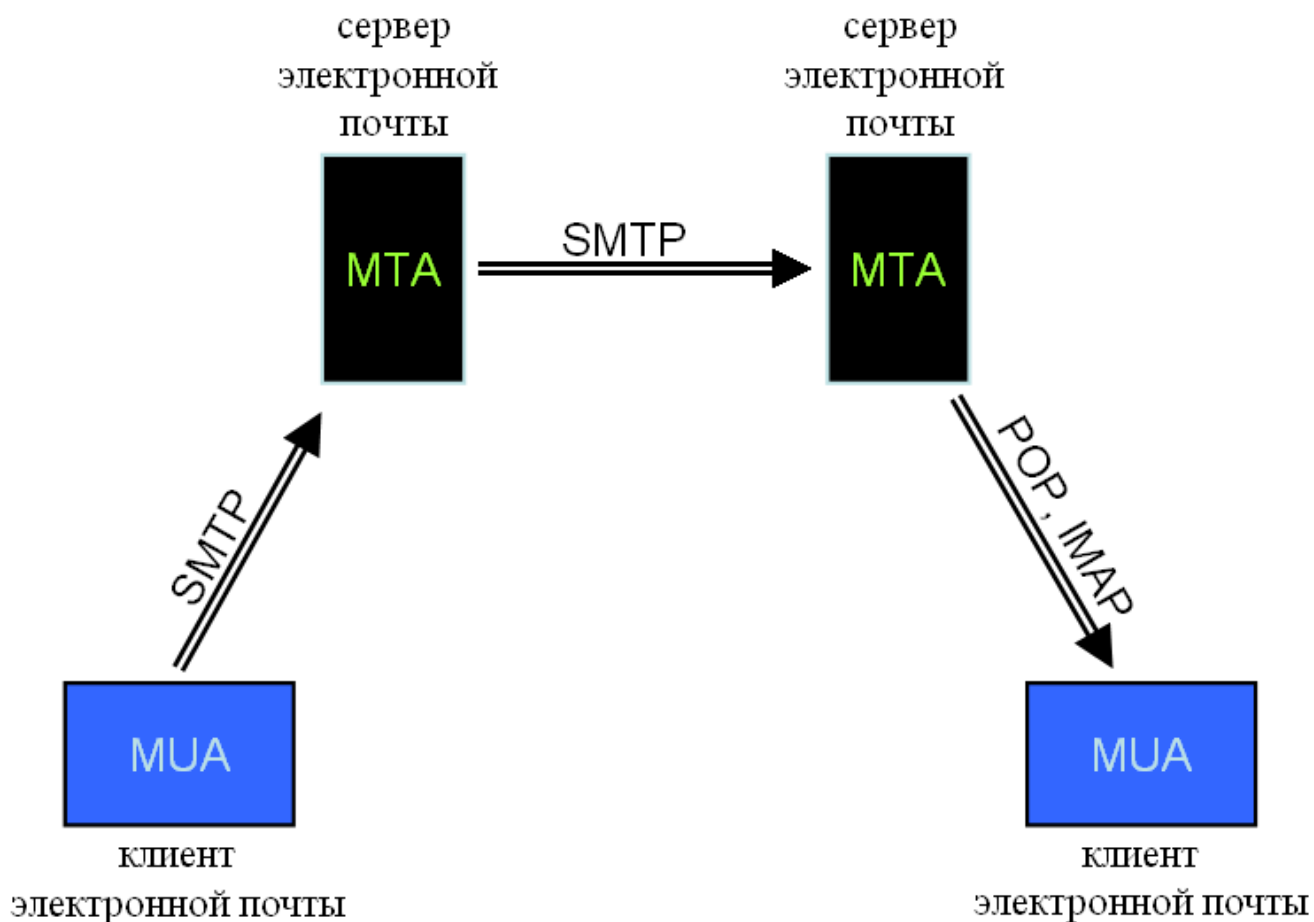 сервер
электронной
почты
сервер
электронной
почты
MTA
SMTP
MTA
SMTP
POP, IMAP
MUA
клиент
электронной почты
MUA
клиент
электронной почты